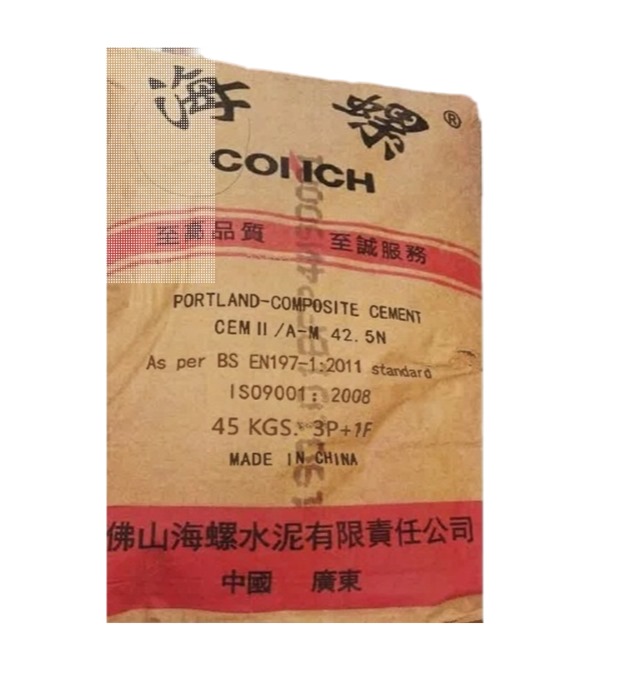 海螺®
CONCH
至高品質 至誠服務
PORTLAND-COMPOSITE CEMENT
CEM II /A-M 42.5N
As per BS EN197-1:2011 standard
ISO9001: 2008
45 KGS. 3P+1F
MADE IN CHINA
佛山海螺水泥有限責任公司
中國 廣東